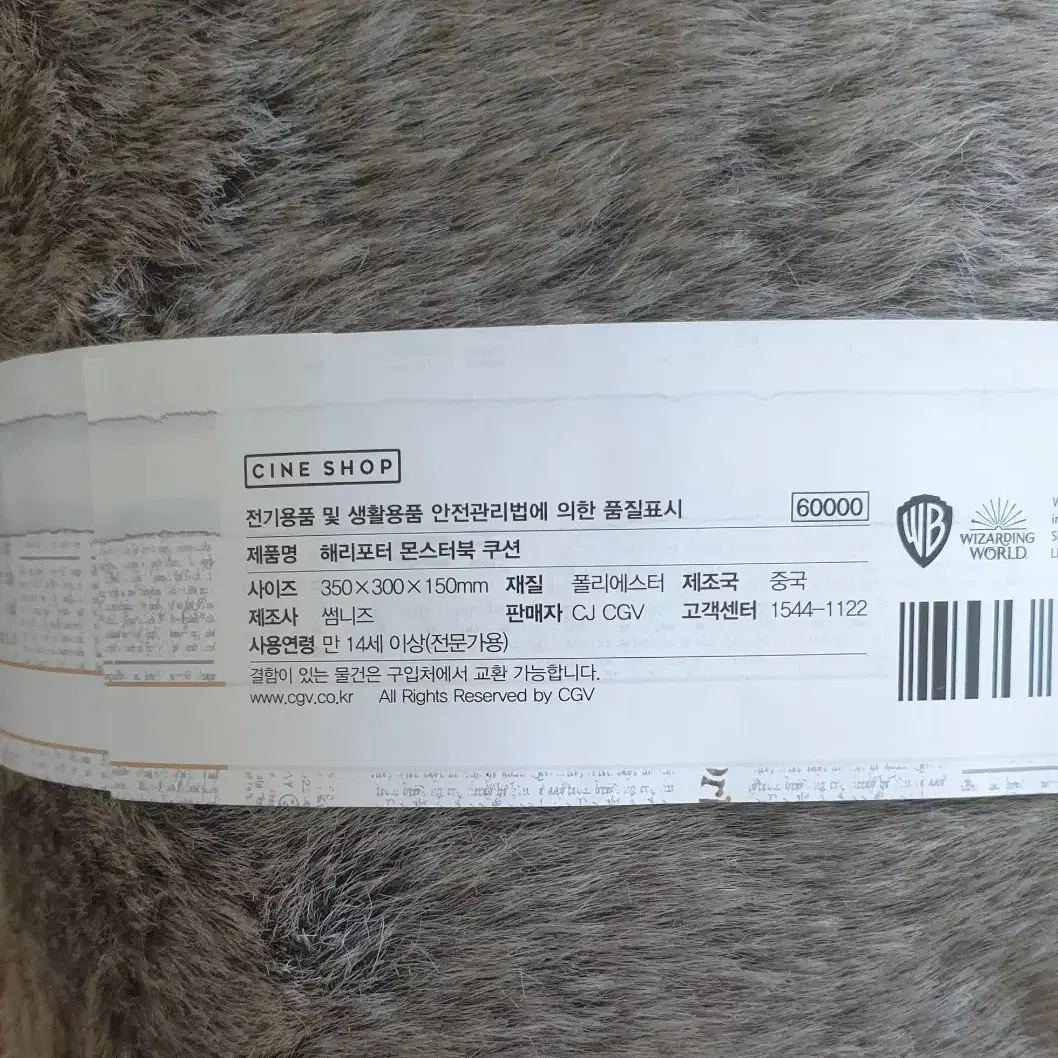 CINE SHOP
전기용품 및 생활용품 안전관리법에 의한 품질표시 60000
제품명 해리포터 몬스터북 쿠션
사이즈 350×300×150mm 재질 폴리에스터 제조국 중국
제조사 썸니즈 판매자 CJ CGV 고객센터 1544-1122
사용연령 만 14세 이상(전문가용)
결함이 있는 물건은 구입처에서 교환 가능합니다.
www.cgv.co.kr All Rights Reserved by CGV
WB
WIZARDING
WORLD